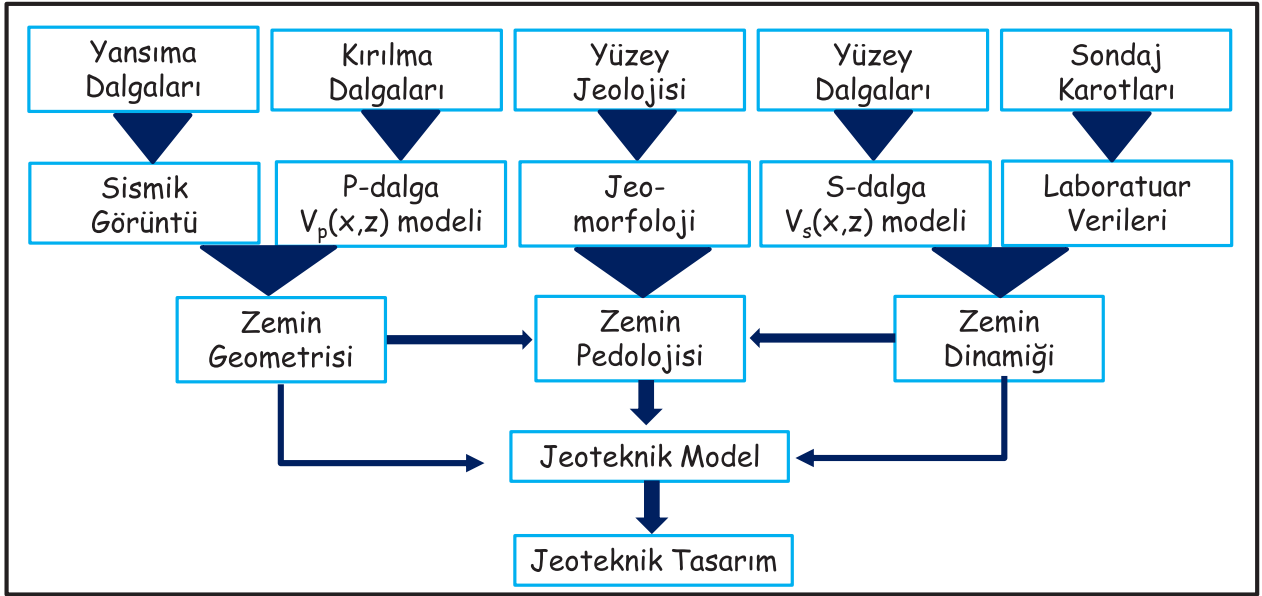 Yansıma
Dalgaları
Kırılma
Dalgaları
Yüzey
Jeolojisi
Yüzey
Dalgaları
Sondaj
Karotları
Sismik
Görüntü
P-dalga
Vp(x,z) modeli
Jeo-
morfoloji
S-dalga
Vs(x,z) modeli
Laboratuar
Verileri
Zemin
Geometrisi
Zemin
Pedolojisi
Zemin
Dinamiği
Jeoteknik Model
Jeoteknik Tasarım